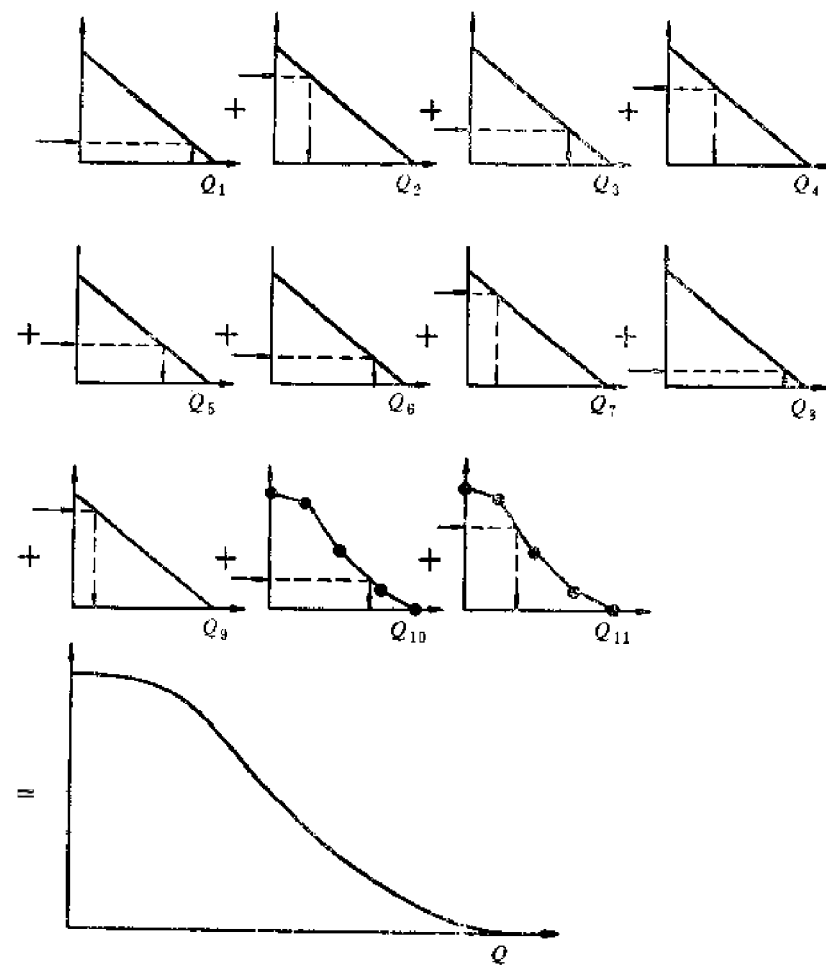 + + +
Q₁ Q₂ Q₃ Q₄
+ + + +
Q₅ Q₆ Q₇ Q₈
+ + +
Q₉ Q₁₀ Q₁₁
=
Q